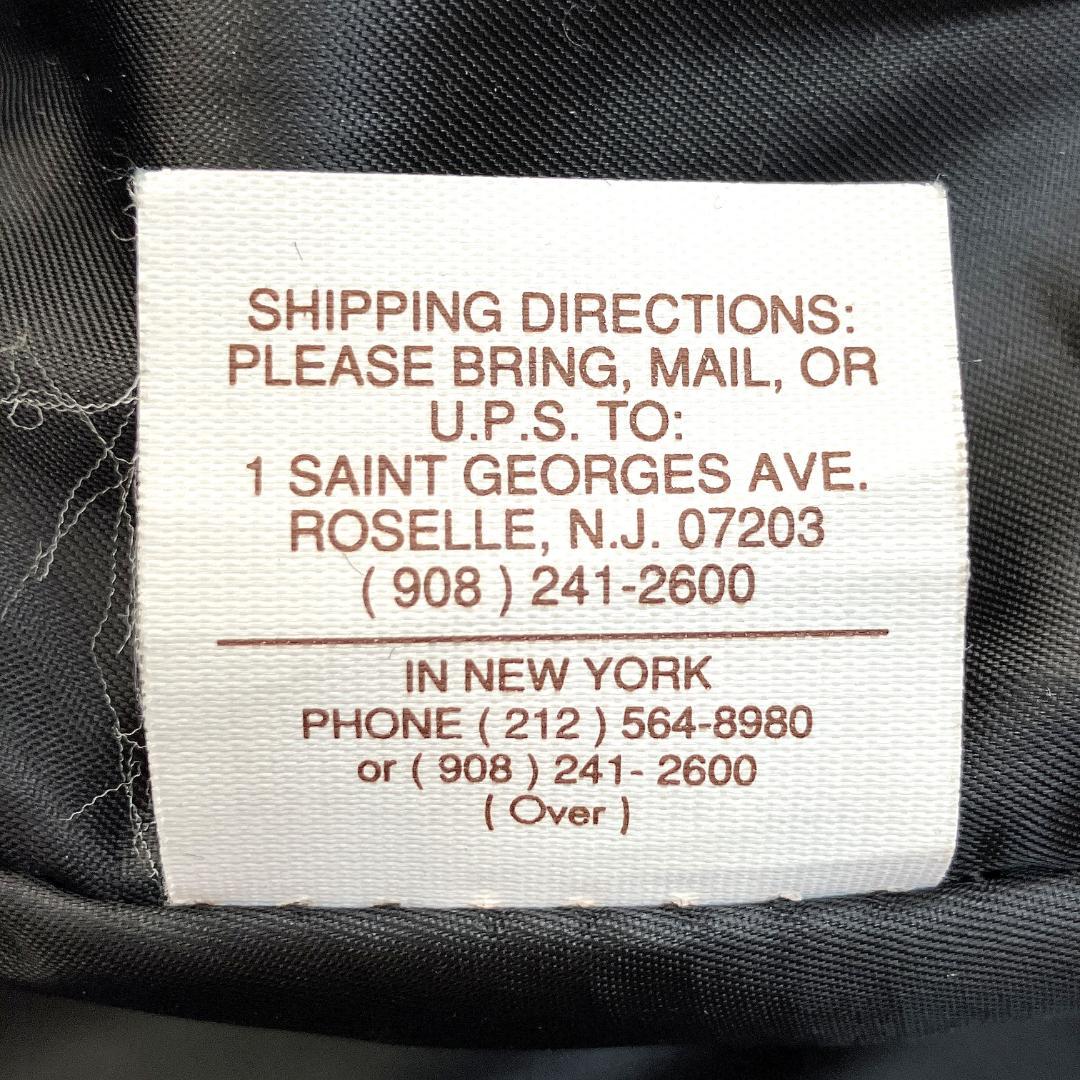 SHIPPING DIRECTIONS:
PLEASE BRING, MAIL, OR
U.P.S. TO:
1 SAINT GEORGES AVE.
ROSELLE, N.J. 07203
( 908 ) 241-2600
IN NEW YORK
PHONE ( 212 ) 564-8980
or ( 908 ) 241- 2600
( Over )